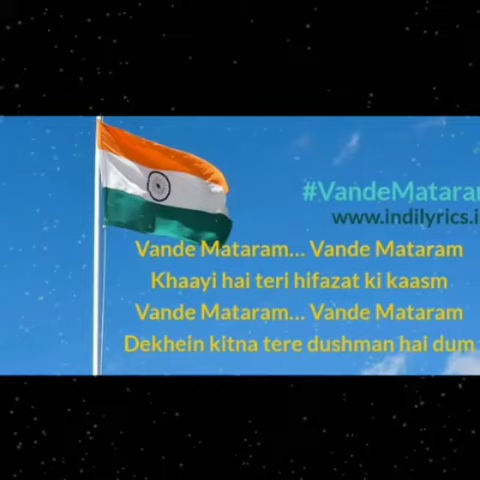 #VandeMatara
www.indilyrics.i
Vande Mataram... Vande Mataram
Khaayi hai teri hifazat ki kaasm
Vande Mataram... Vande Mataram
Dekhein kitna tere dushman hai dum